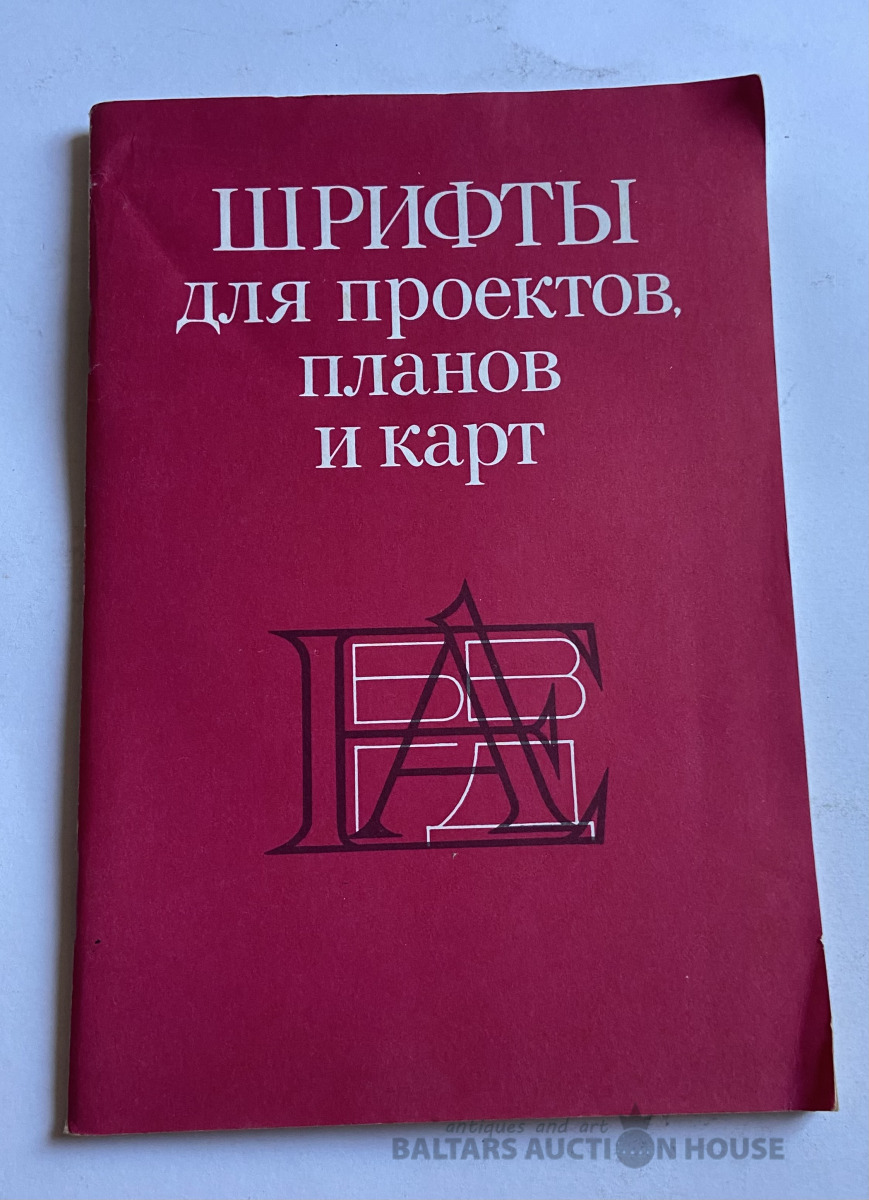 ШРИФТЫ
для проектов,
планов
и карт
А Е
Б В
Г Д
antiques and art
BALTARS AUCTION HOUSE